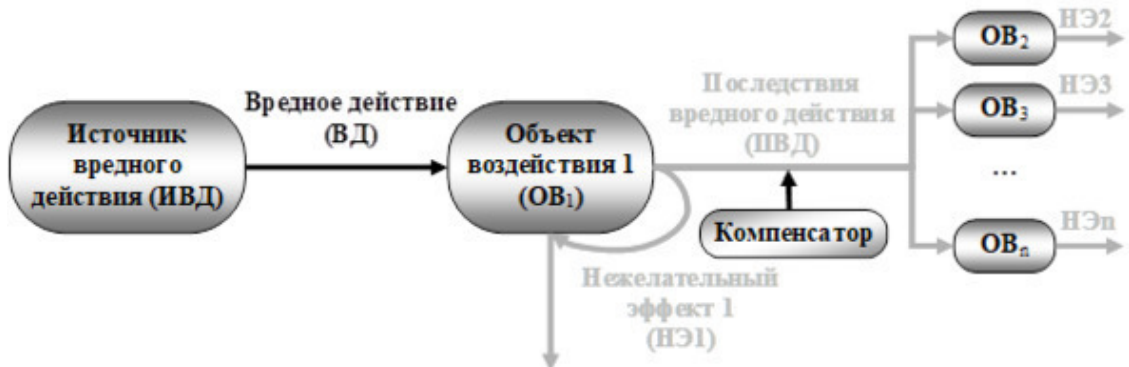 Источник
вредного
действия (ИВД)
Вредное действие
(ВД)
Объект
воздействия 1
(ОВ1)
Нежелательный
эффект 1
(НЭ1)
Последствия
вредного действия
(ПВД)
Компенсатор
ОВ2
НЭ2
ОВ3
НЭ3
...
ОВn
НЭn